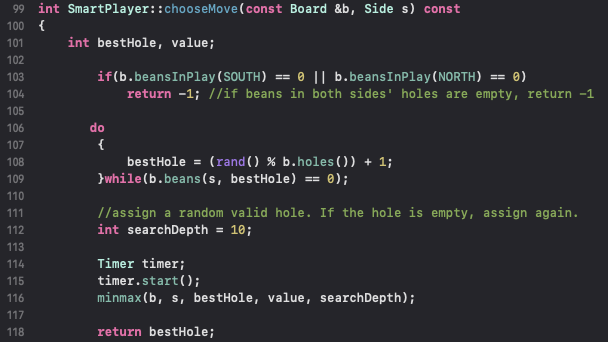 99 int SmartPlayer::chooseMove(const Board &b, Side s) const
100 {
101     int bestHole, value;
102
103         if(b.beansInPlay(SOUTH) == 0 || b.beansInPlay(NORTH) == 0)
104             return -1; //if beans in both sides' holes are empty, return -1
105
106        do
107         {
108             bestHole = (rand() % b.holes()) + 1;
109         }while(b.beans(s, bestHole) == 0);
110
111         //assign a random valid hole. If the hole is empty, assign again.
112         int searchDepth = 10;
113
114         Timer timer;
115         timer.start();
116         minmax(b, s, bestHole, value, searchDepth);
117
118         return bestHole;